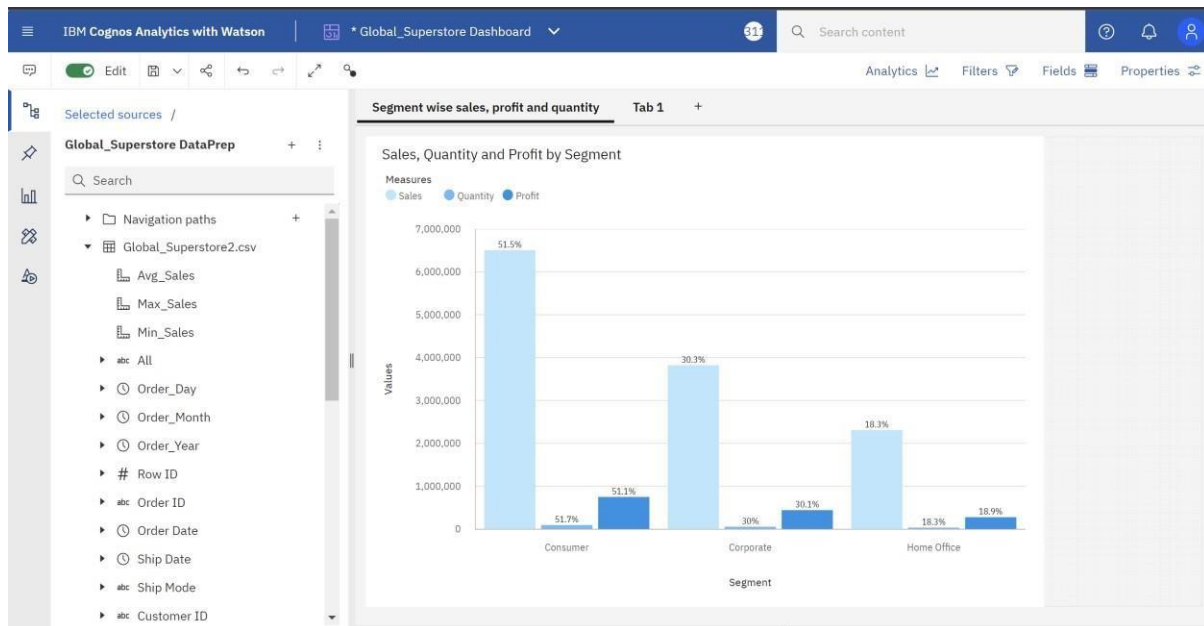 IBM Cognos Analytics with Watson
* Global_Superstore Dashboard
Search content
Edit
Analytics
Filters
Fields
Properties
Selected sources /
Global_Superstore DataPrep
Search
Navigation paths
Global_Superstore2.csv
Avg_Sales
Max_Sales
Min_Sales
abc All
Order_Day
Order_Month
Order_Year
# Row ID
abc Order ID
Order Date
Ship Date
abc Ship Mode
abc Customer ID
Segment wise sales, profit and quantity
Tab 1
+
Sales, Quantity and Profit by Segment
Measures
Sales Quantity Profit
Values
7,000,000
6,000,000
5,000,000
4,000,000
3,000,000
2,000,000
1,000,000
0
51.5%
51.7%
51.1%
30.3%
30%
30.1%
18.3%
18.3%
18.9%
Consumer
Corporate
Home Office
Segment